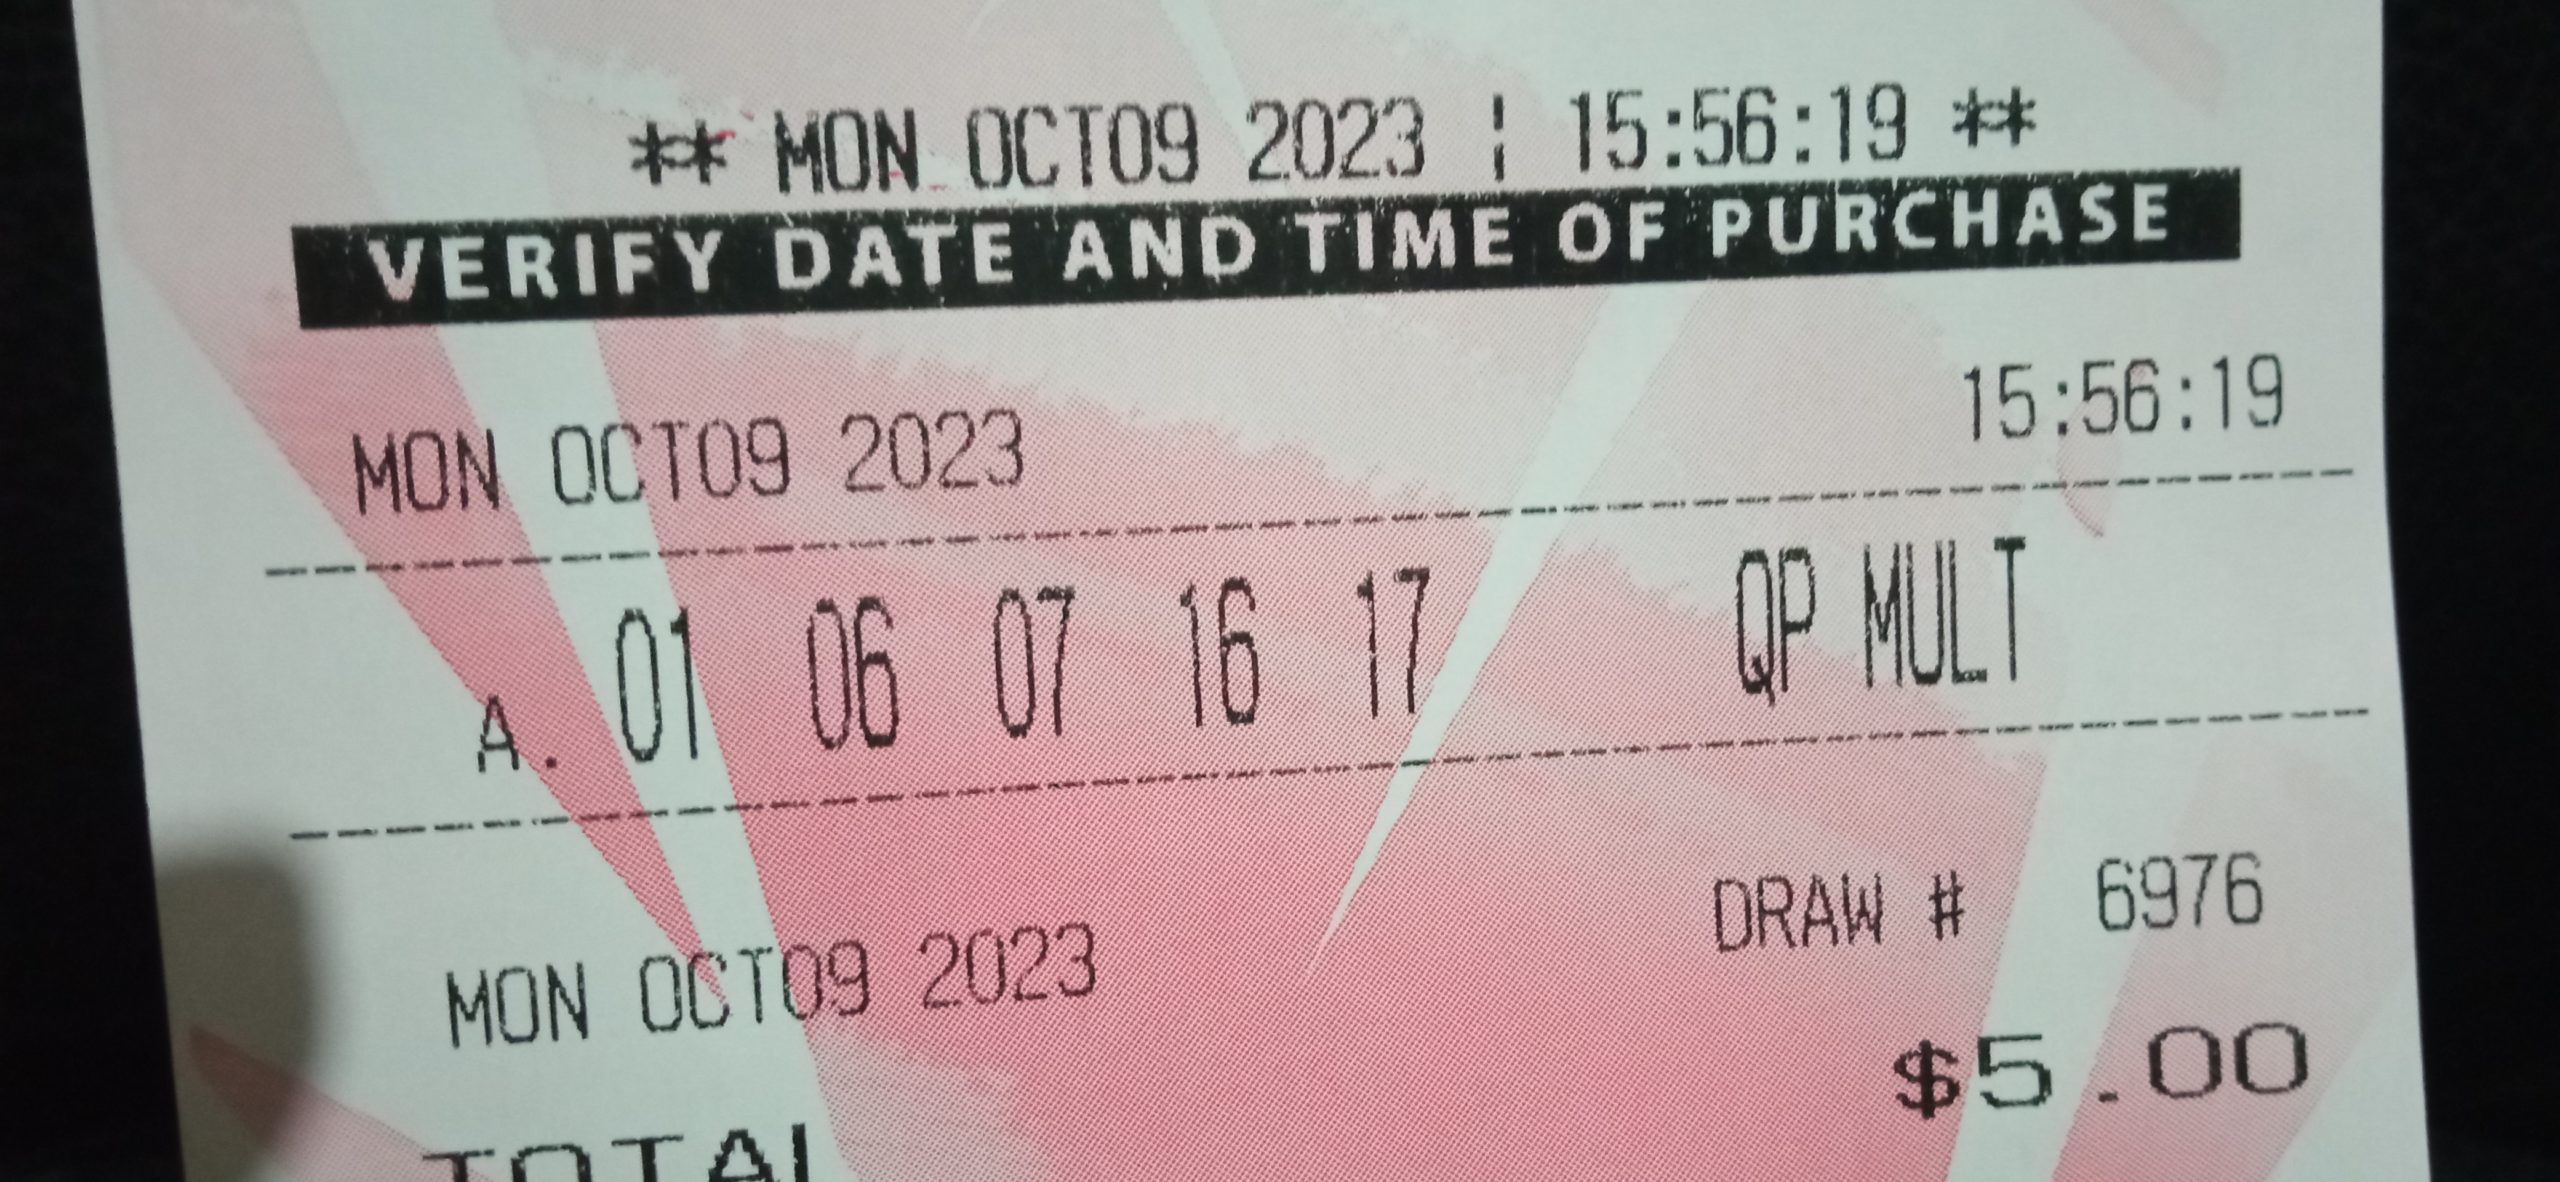 ** MON OCT09 2023 ¦ 15:56:19 **
VERIFY DATE AND TIME OF PURCHASE
MON OCT09 2023 15:56:19
A. 01 06 07 16 17 QP MULT
MON OCT09 2023 DRAW # 6976
TOTAL $5.00